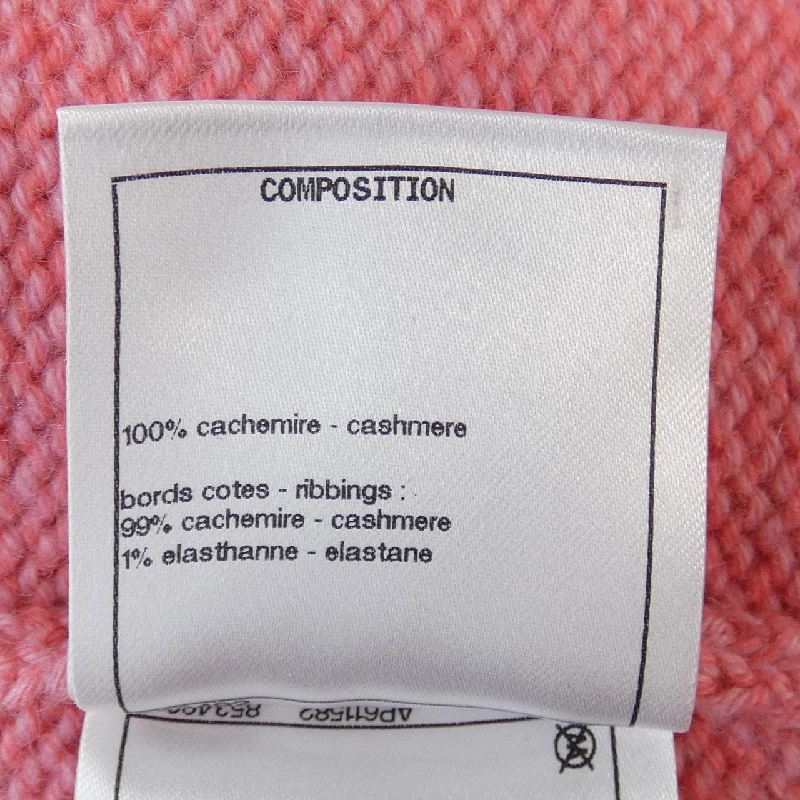 COMPOSITION
100% cachemire - cashmere
bords cotes - ribbings :
99% cachemire - cashmere
1% elasthanne - elastane